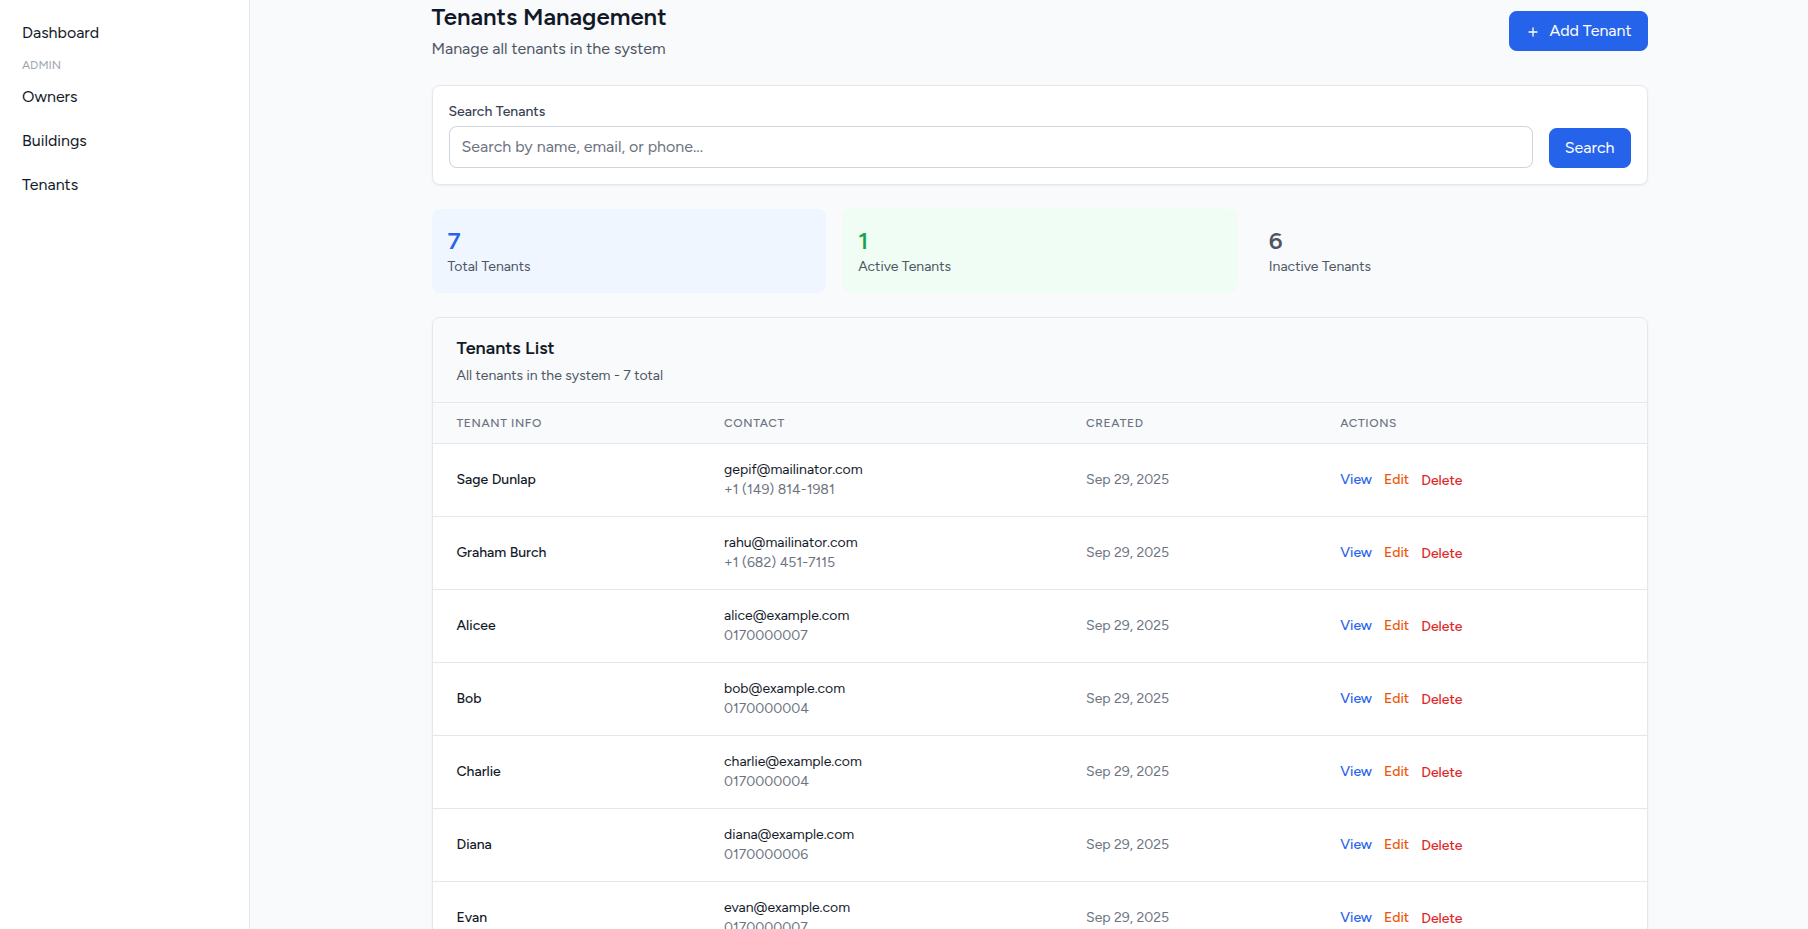 Dashboard
ADMIN
Owners
Buildings
Tenants
Tenants Management
Manage all tenants in the system
+ Add Tenant
Search Tenants
Search by name, email, or phone...
Search
7
Total Tenants
1
Active Tenants
6
Inactive Tenants
Tenants List
All tenants in the system - 7 total
TENANT INFO CONTACT CREATED ACTIONS
Sage Dunlap gepif@mailinator.com Sep 29, 2025 View Edit Delete
+1 (149) 814-1981
Graham Burch rahu@mailinator.com Sep 29, 2025 View Edit Delete
+1 (682) 451-7115
Alicee alice@example.com Sep 29, 2025 View Edit Delete
0170000007
Bob bob@example.com Sep 29, 2025 View Edit Delete
0170000004
Charlie charlie@example.com Sep 29, 2025 View Edit Delete
0170000004
Diana diana@example.com Sep 29, 2025 View Edit Delete
0170000006
Evan evan@example.com Sep 29, 2025 View Edit Delete
0170000007